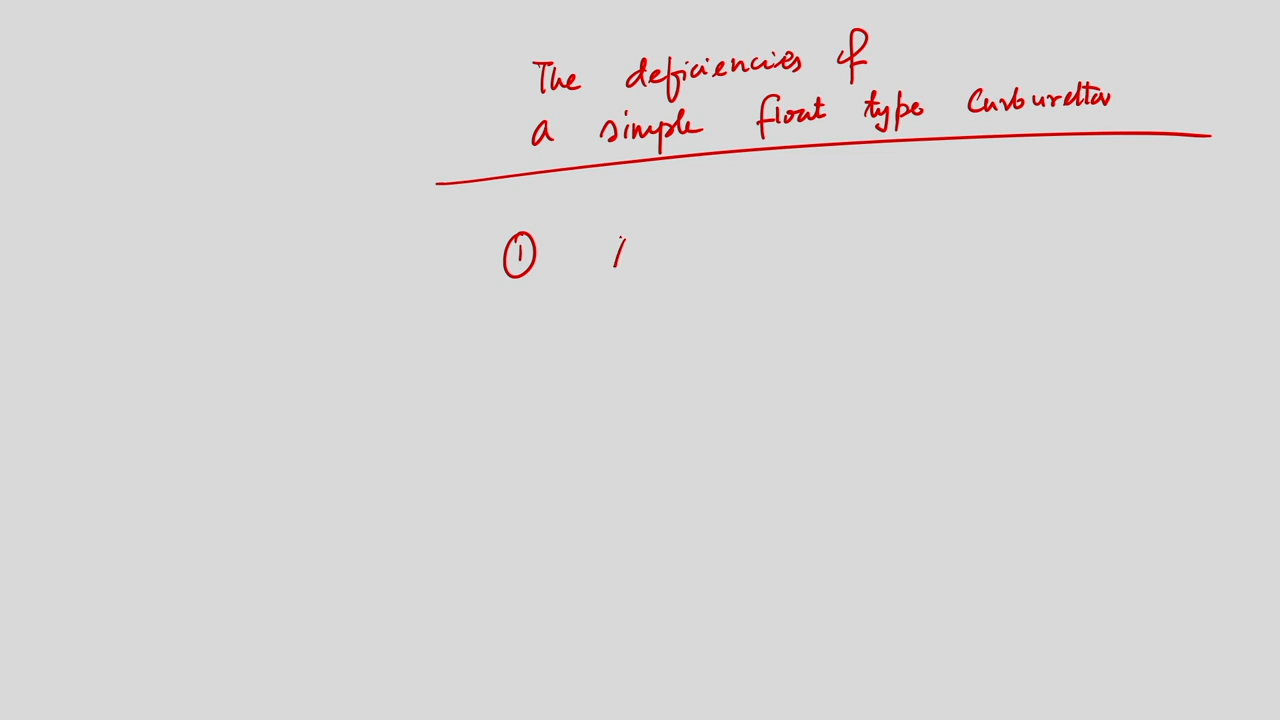 The deficiencies of
a simple float type Carburettor
① i